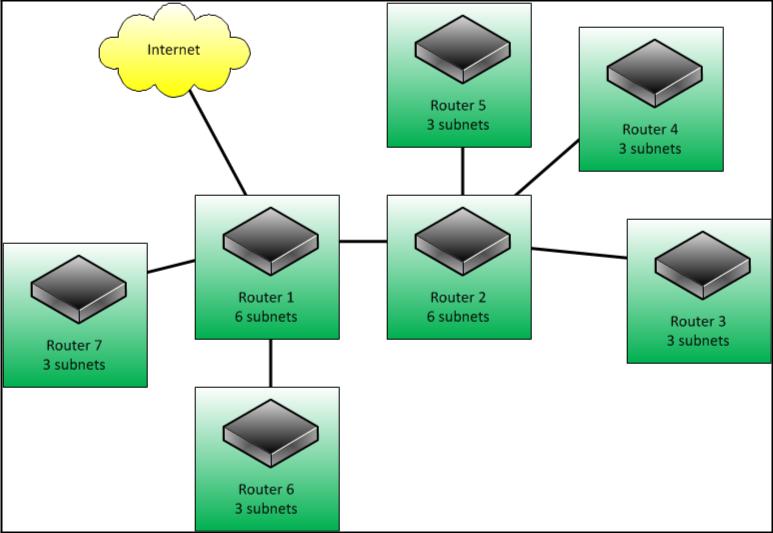 Internet
Router 5
3 subnets
Router 4
3 subnets
Router 1
6 subnets
Router 2
6 subnets
Router 3
3 subnets
Router 7
3 subnets
Router 6
3 subnets